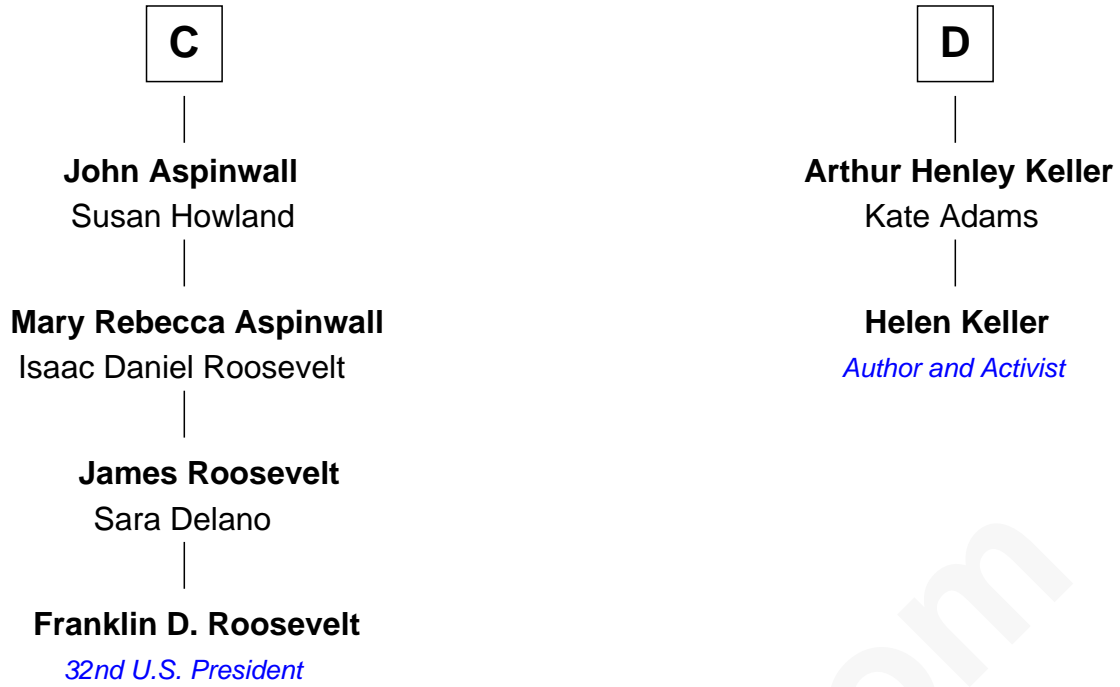 C
John Aspinwall
Susan Howland
Mary Rebecca Aspinwall
Isaac Daniel Roosevelt
James Roosevelt
Sara Delano
Franklin D. Roosevelt
32nd U.S. President
D
Arthur Henley Keller
Kate Adams
Helen Keller
Author and Activist
om